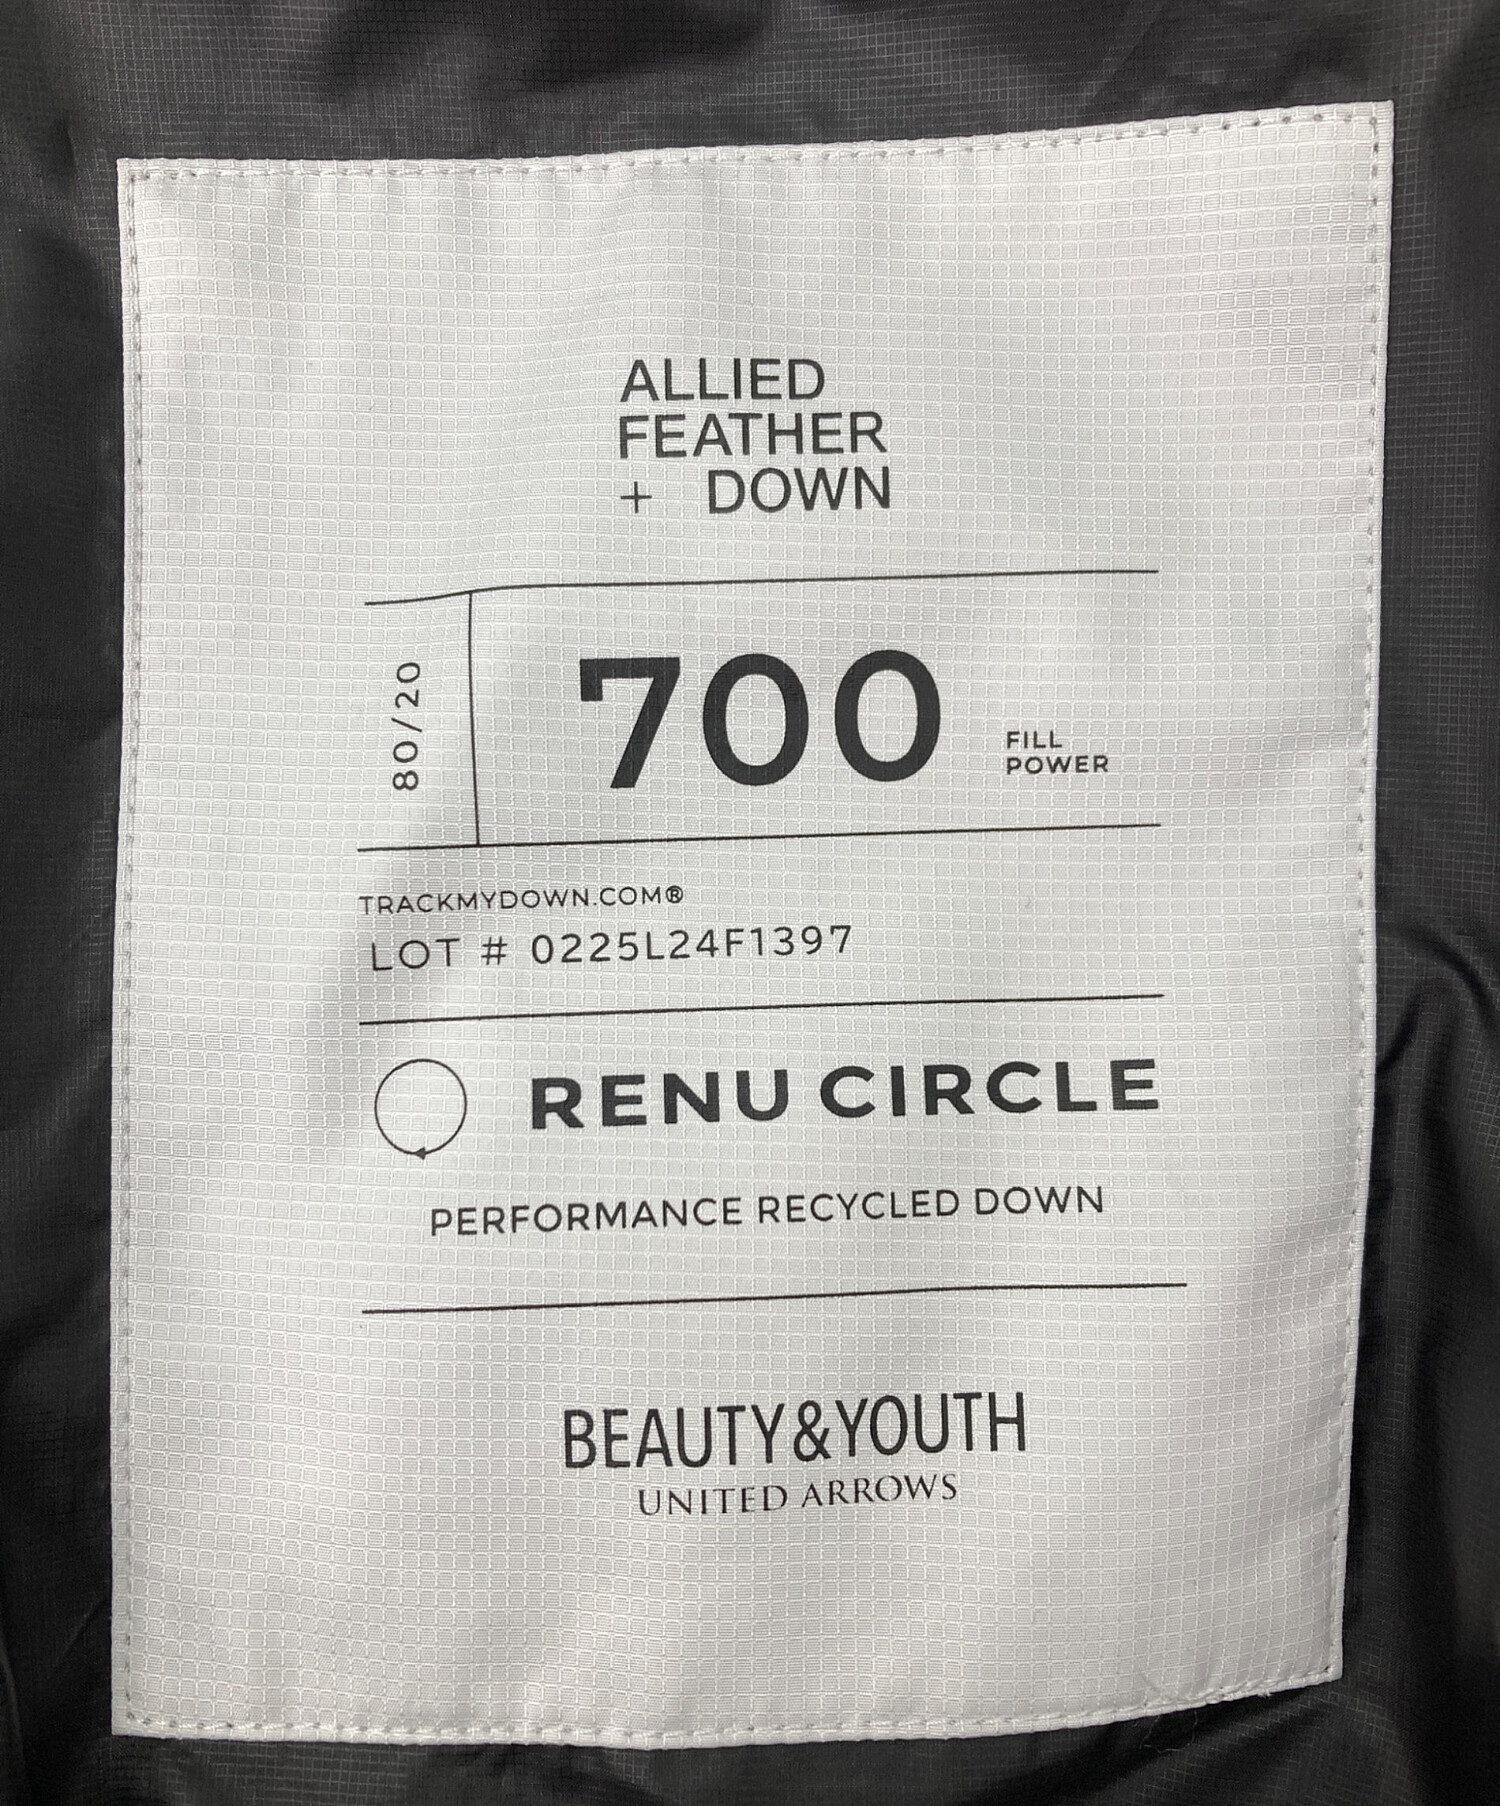 ALLIED
FEATHER
+ DOWN
80/20
700
FILL
POWER
TRACKMYDOWN.COM®
LOT # 0225L24F1397
RENU CIRCLE
PERFORMANCE RECYCLED DOWN
BEAUTY&YOUTH
UNITED ARROWS